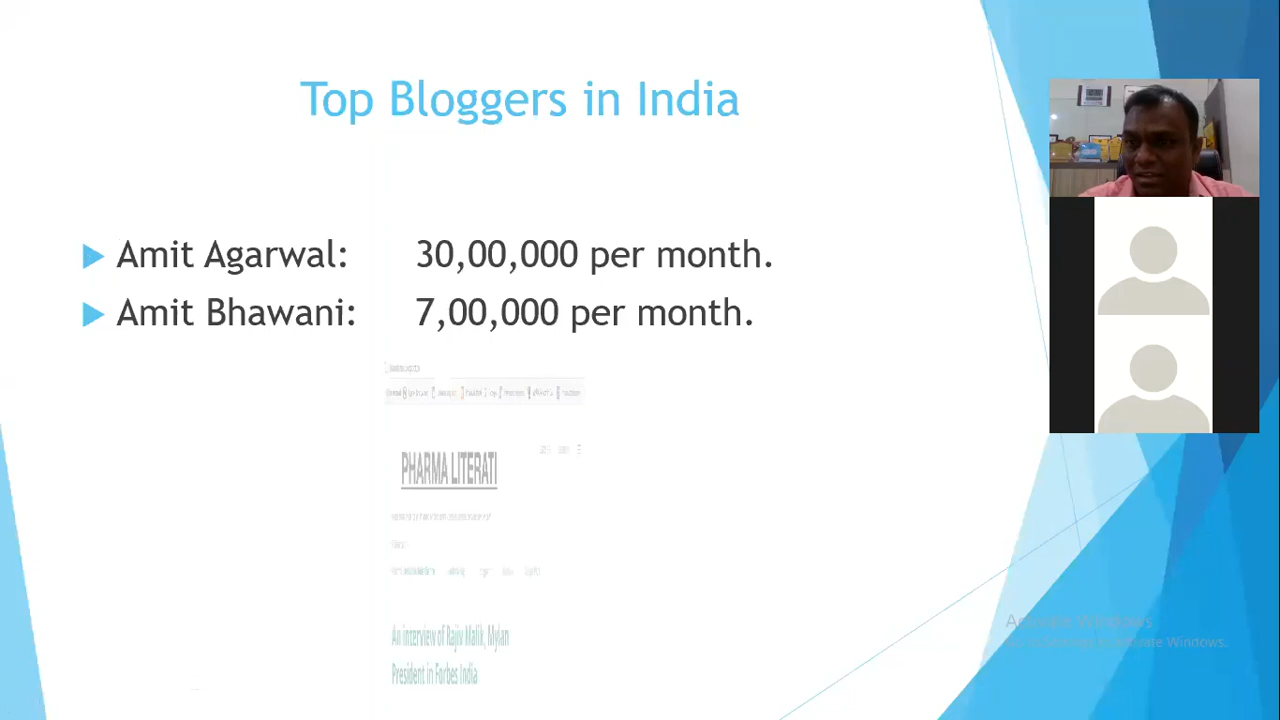 Top Bloggers in India
Amit Agarwal: 30,00,000 per month.
Amit Bhawani: 7,00,000 per month.
PHARMA LITERATI
An interview of Rajiv Malik, Mylan
President in Forbes India
Activate Windows
Activate Windows.